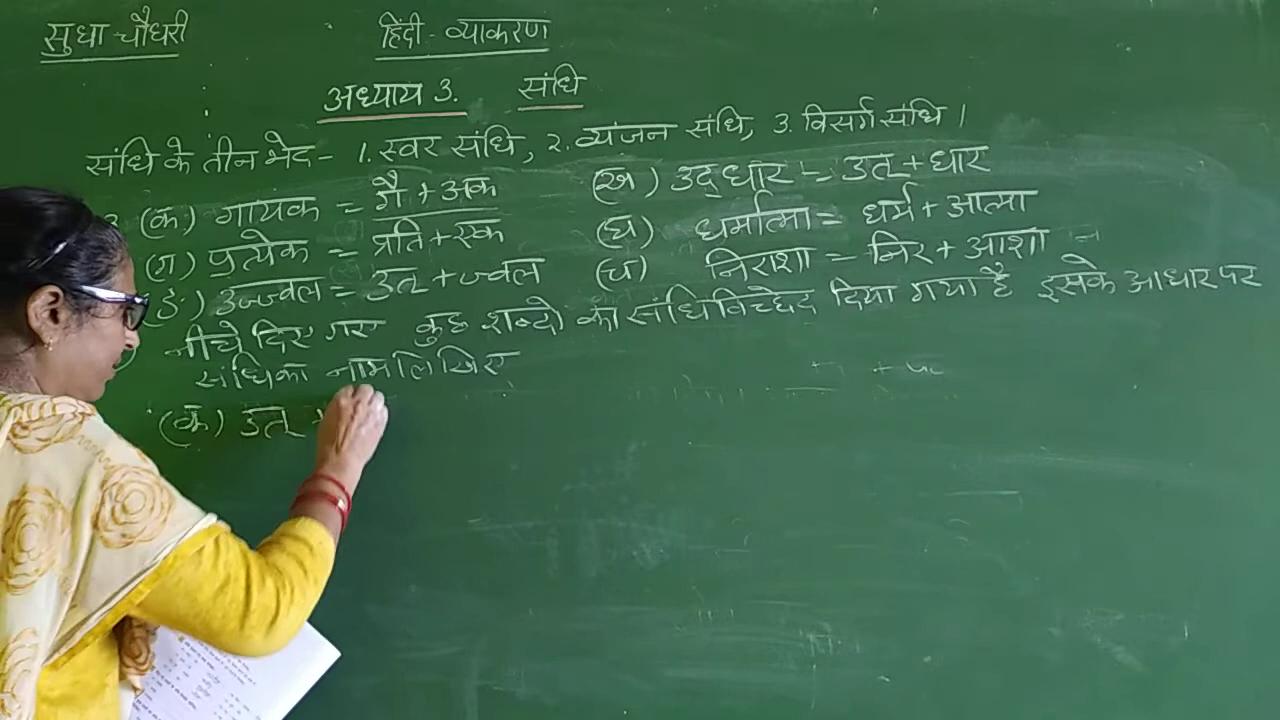 सुधा चौधरी हिंदी - व्याकरण
अध्याय 3. संधि
संधि के तीन भेद - 1. स्वर संधि, 2. व्यंजन संधि, 3. विसर्ग संधि।
(क) गायक = गै + अक (ख) उद्धार = उत् + धार
(ग) प्रत्येक = प्रति + एक (घ) धर्मात्मा = धर्म + आत्मा
(ङ) उज्ज्वल = उत् + ज्वल (च) निराशा = निर + आशा
नीचे दिए गए कुछ शब्दो का संधि विच्छेद दिया गया है इसके आधार पर
संधि का नाम लिखिए
(क) उत् +